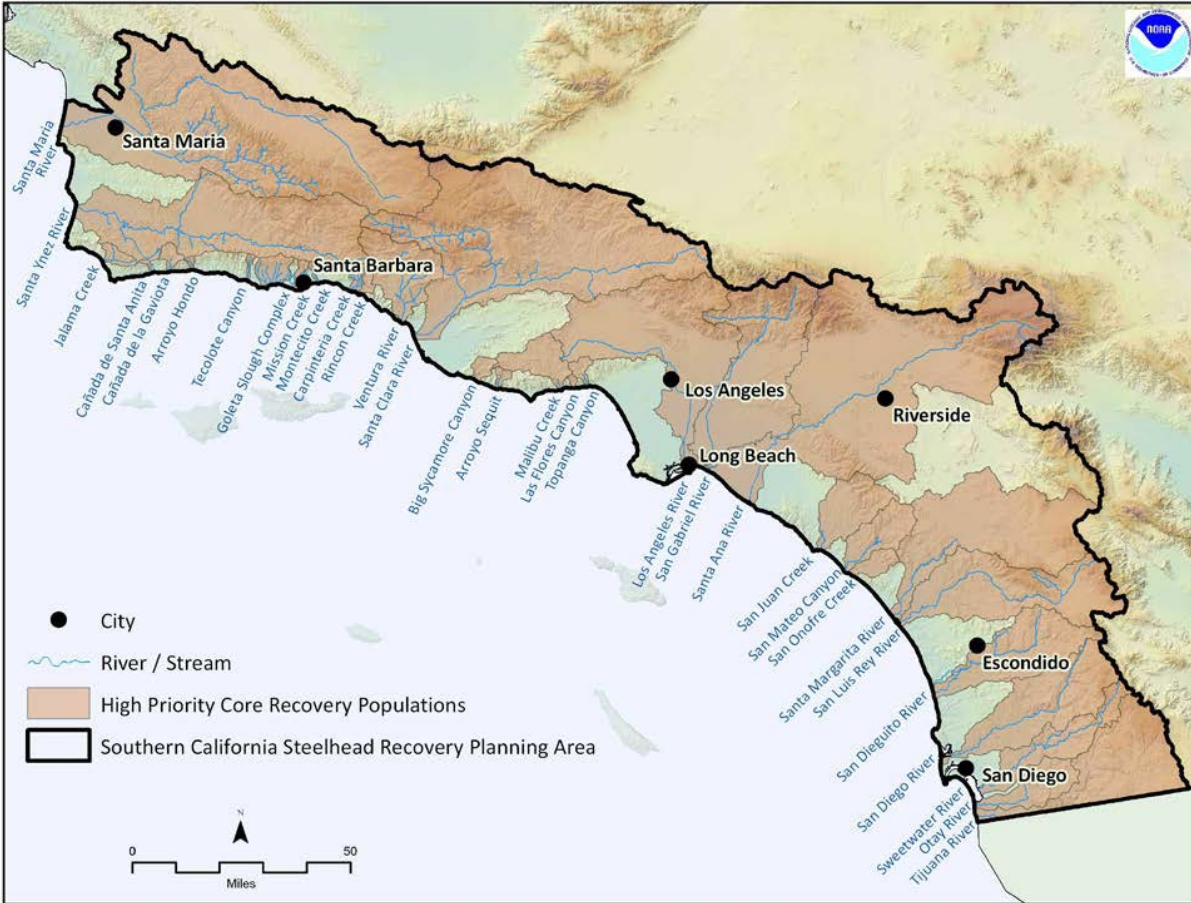 NOAA
Santa Maria
Santa Maria
River
Santa Ynez River
Santa Barbara
Jalama Creek
Cañada de Santa Anita
Cañada de la Gaviota
Arroyo Hondo
Tecolote Canyon
Goleta Slough Complex
Mission Creek
Montecito Creek
Carpinteria Creek
Rincon Creek
Ventura River
Santa Clara River
Big Sycamore Canyon
Arroyo Sequit
Malibu Creek
Las Flores Canyon
Topanga Canyon
Los Angeles
Riverside
Long Beach
Los Angeles River
San Gabriel River
Santa Ana River
San Juan Creek
San Mateo Canyon
San Onofre Creek
Santa Margarita River
San Luis Rey River
Escondido
San Dieguito River
San Diego River
San Diego
Sweetwater River
Otay River
Tijuana River
City
River / Stream
High Priority Core Recovery Populations
Southern California Steelhead Recovery Planning Area
N
0 50
Miles